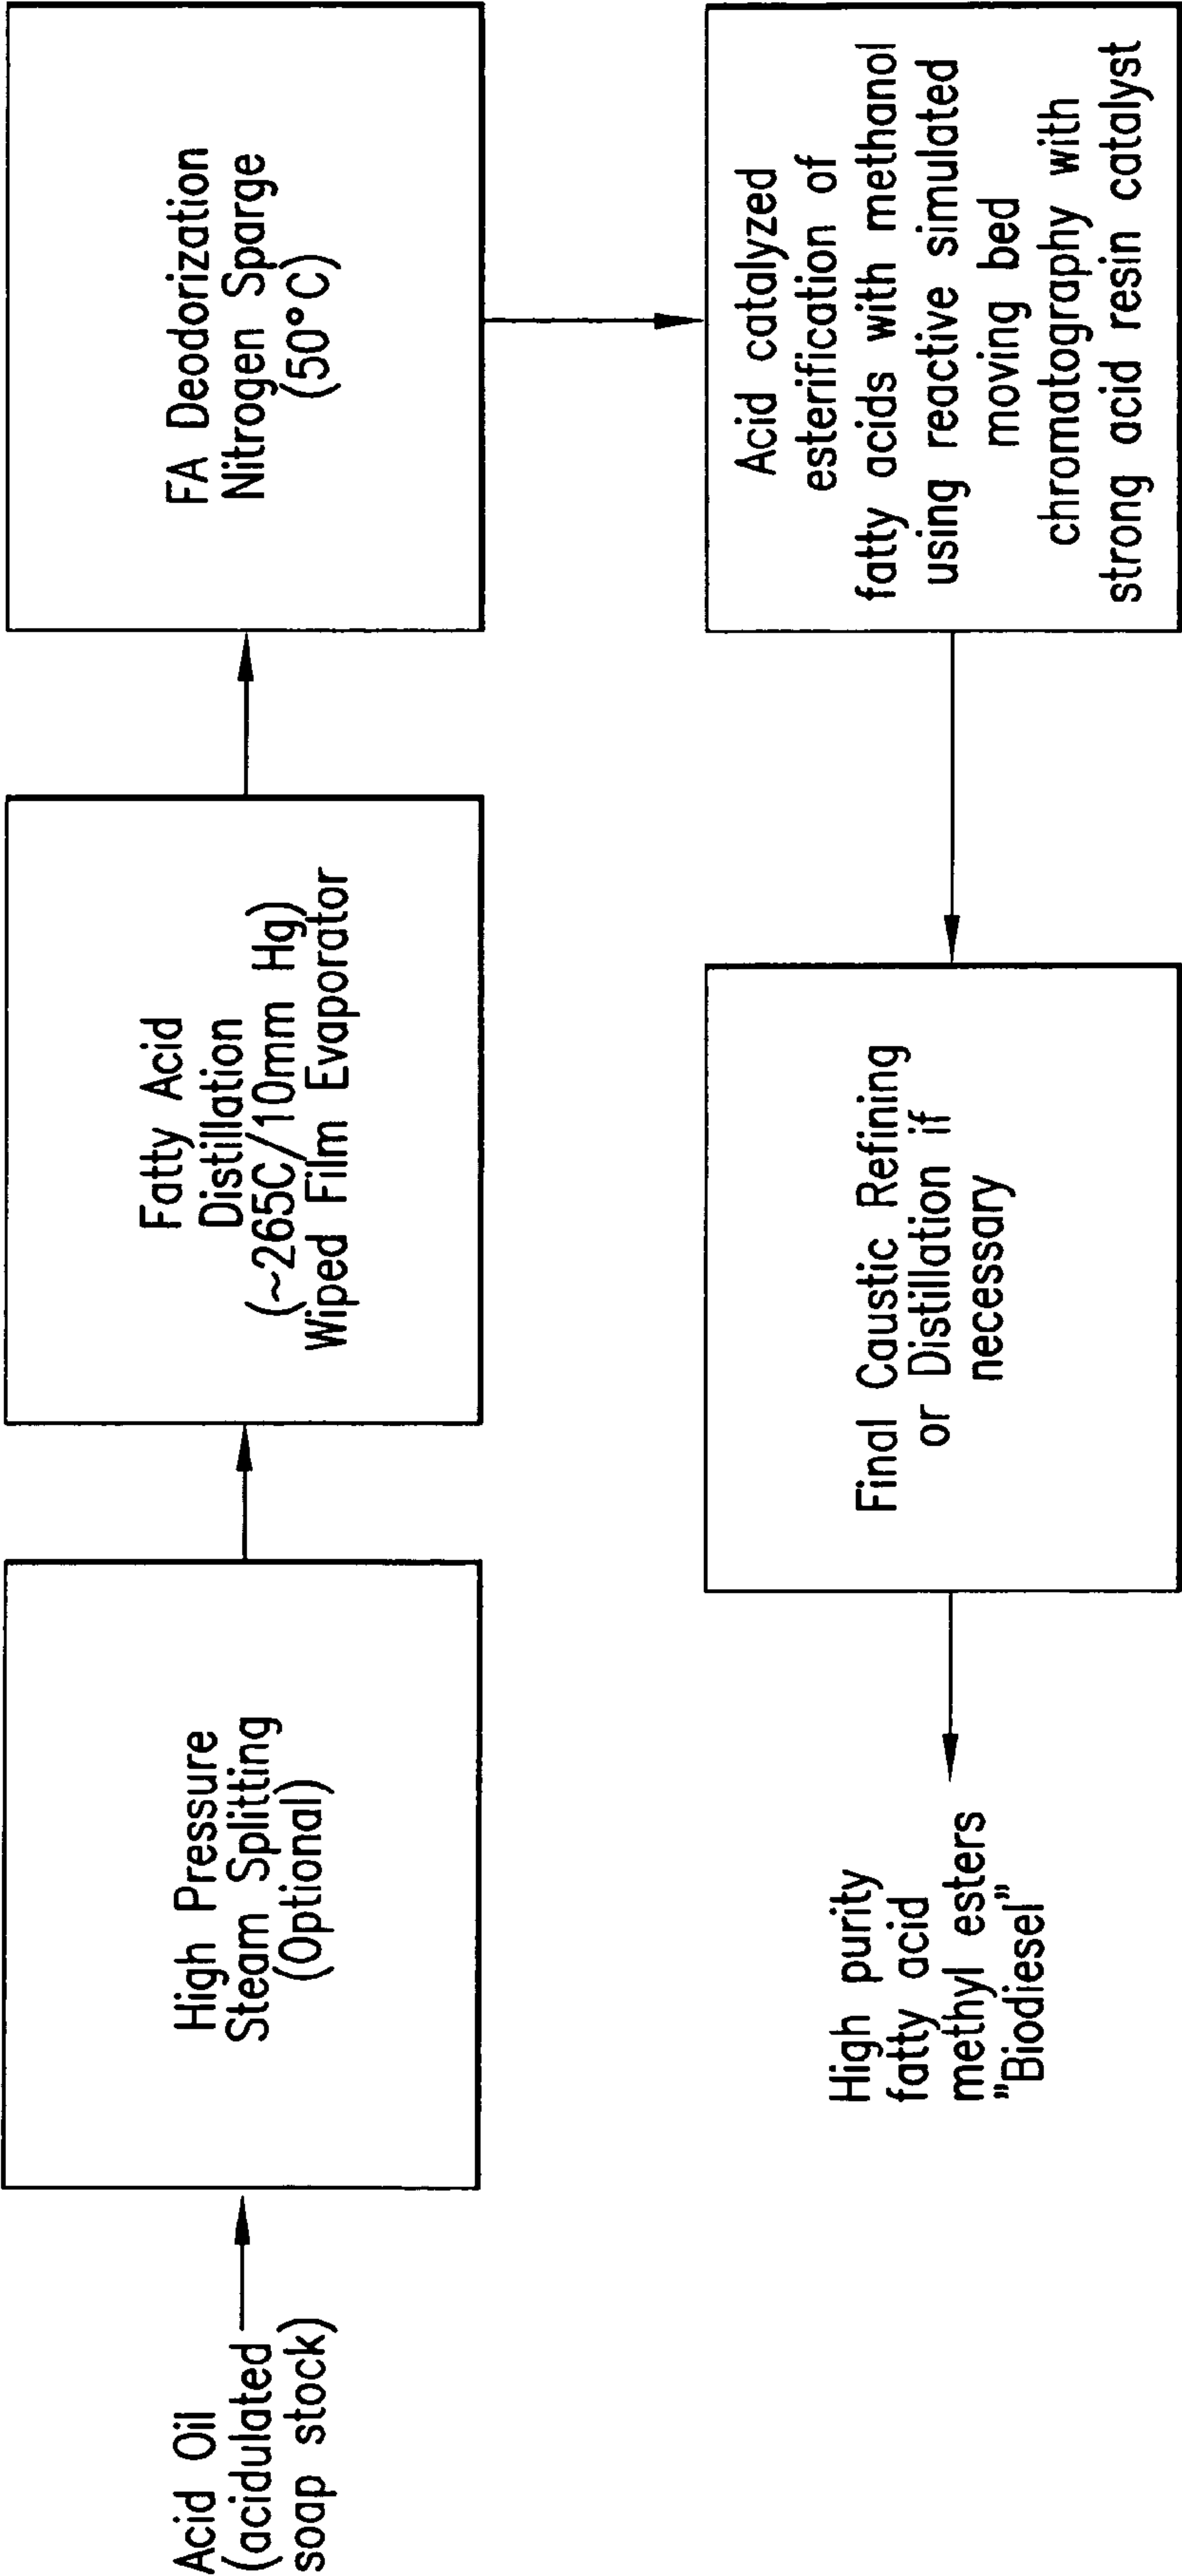 Acid Oil
(acidulated
soap stock)
High Pressure
Steam Splitting
(Optional)
Fatty Acid
Distillation
(~265C/10mm Hg)
Wiped Film Evaporator
FA Deodorization
Nitrogen Sparge
(50°C)
Acid catalyzed
esterification of
fatty acids with methanol
using reactive simulated
moving bed
chromatography with
strong acid resin catalyst
Final Caustic Refining
or Distillation if
necessary
High purity
fatty acid
methyl esters
"Biodiesel"